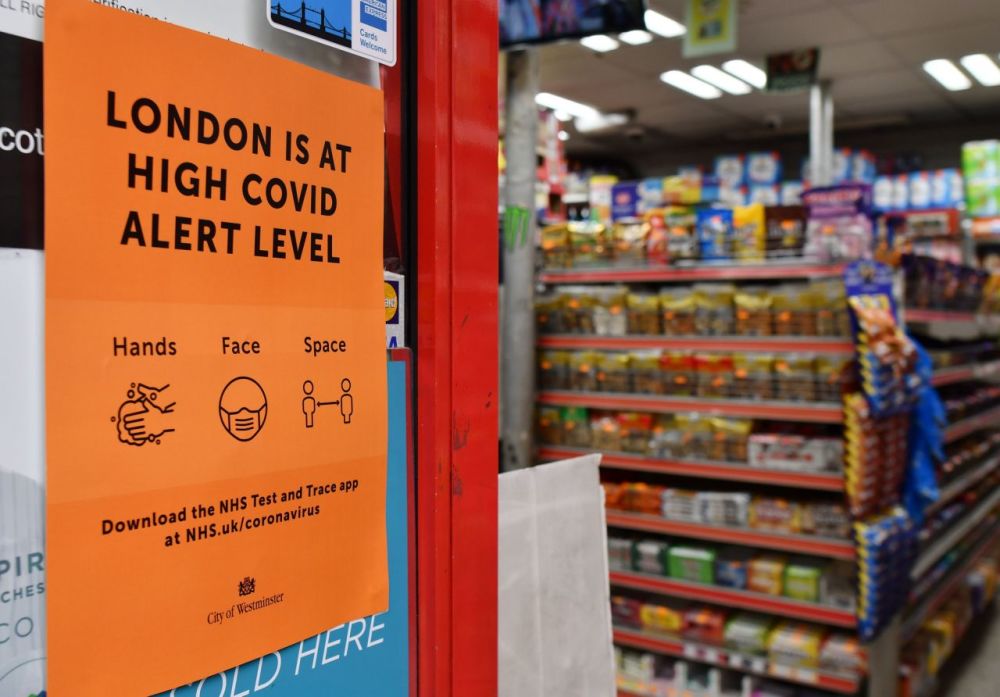 Cards
Welcome
LONDON IS AT
HIGH COVID
ALERT LEVEL
Hands Face Space
Download the NHS Test and Trace app
at NHS.uk/coronavirus
City of Westminster
HERE